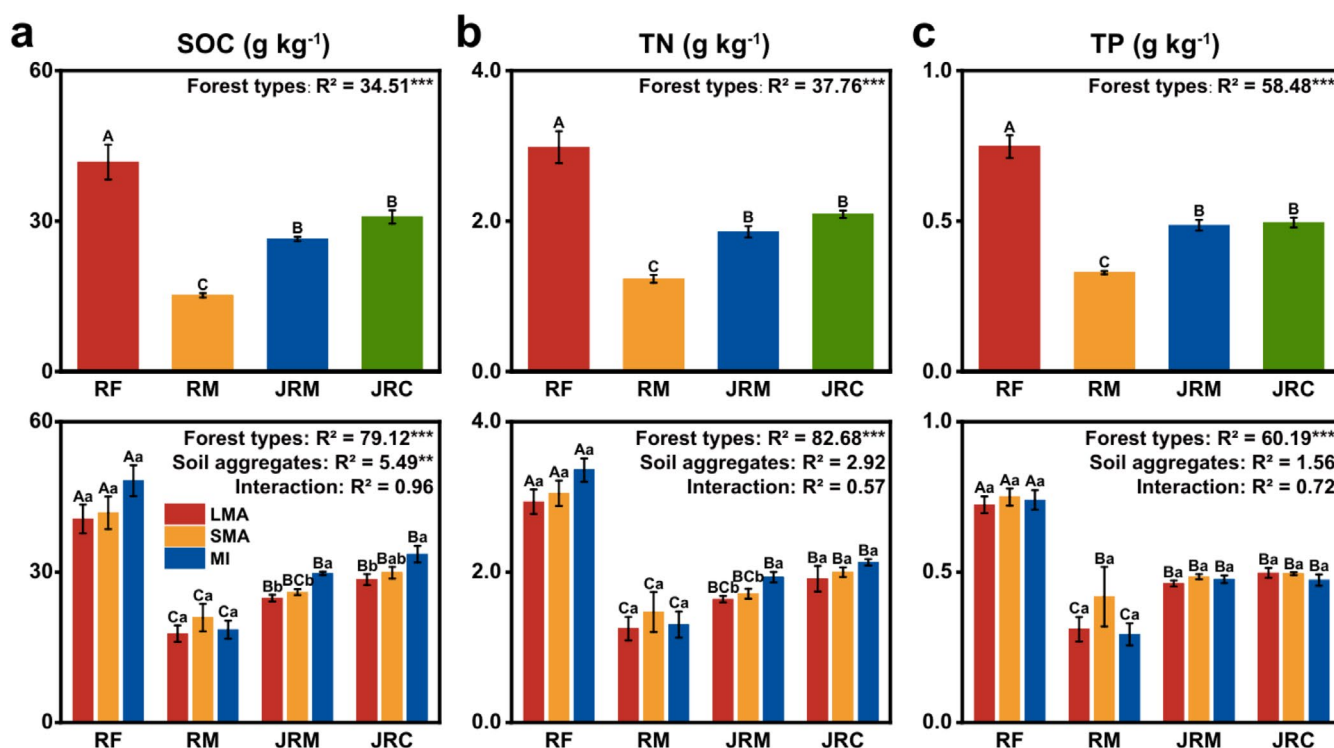 a
SOC (g kg⁻¹)
60
30
0
Forest types: R² = 34.51***
A
C
B
B
RF RM JRM JRC
b
TN (g kg⁻¹)
4.0
2.0
0.0
Forest types: R² = 37.76***
A
C
B
B
RF RM JRM JRC
c
TP (g kg⁻¹)
1.0
0.5
0.0
Forest types: R² = 58.48***
A
C
B
B
RF RM JRM JRC
60
30
0
Forest types: R² = 79.12***
Soil aggregates: R² = 5.49**
Interaction: R² = 0.96
LMA
SMA
MI
Aa Aa Aa
Ca Ca Ca
Bb BCb Ba
Bb Bab Ba
RF RM JRM JRC
4.0
2.0
0.0
Forest types: R² = 82.68***
Soil aggregates: R² = 2.92
Interaction: R² = 0.57
Aa Aa Aa
Ca Ca Ca
BCb BCb Ba
Ba Ba Ba
RF RM JRM JRC
1.0
0.5
0.0
Forest types: R² = 60.19***
Soil aggregates: R² = 1.56
Interaction: R² = 0.72
Aa Aa Aa
Ca Ba Ca
Ba Ba Ba
Ba Ba Ba
RF RM JRM JRC